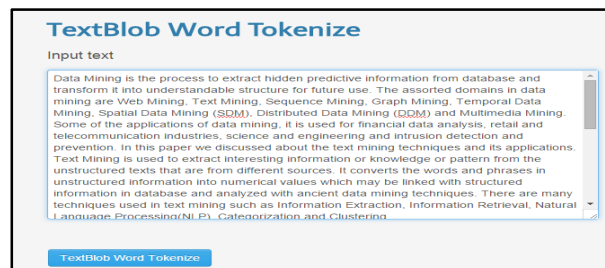 TextBlob Word Tokenize
Input text
Data Mining is the process to extract hidden predictive information from database and
transform it into understandable structure for future use. The assorted domains in data
mining are Web Mining, Text Mining, Sequence Mining, Graph Mining, Temporal Data
Mining, Spatial Data Mining (SDM), Distributed Data Mining (DDM) and Multimedia Mining.
Some of the applications of data mining, it is used for financial data analysis, retail and
telecommunication industries, science and engineering and intrusion detection and
prevention. In this paper we discussed about the text mining techniques and its applications.
Text Mining is used to extract interesting information or knowledge or pattern from the
unstructured texts that are from different sources. It converts the words and phrases in
unstructured information into numerical values which may be linked with structured
information in database and analyzed with ancient data mining techniques. There are many
techniques used in text mining such as Information Extraction, Information Retrieval, Natural
Language Processing(NLP), Categorization and Clustering
TextBlob Word Tokenize